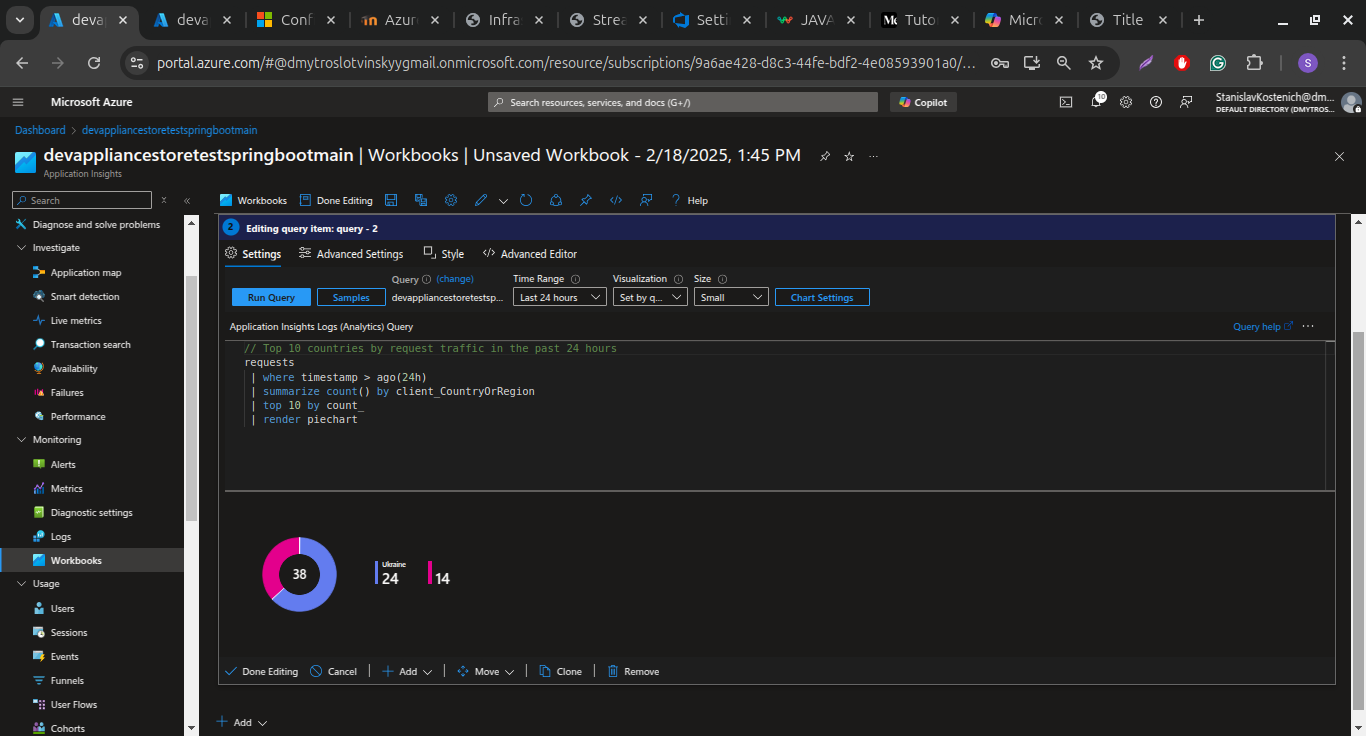 deva
deva
Conf
Azur
Infra
Strea
Setti
JAVA
Tuto
Micro
Title
portal.azure.com/#@dmytroslotvinskyygmail.onmicrosoft.com/resource/subscriptions/9a6ae428-d8c3-44fe-bdf2-4e08593901a0/...
S
Microsoft Azure
Search resources, services, and docs (G+/)
Copilot
10
StanislavKostenich@dm...
DEFAULT DIRECTORY (DMYTROS...
Dashboard > devappliancestoretestspringbootmain
devappliancestoretestspringbootmain | Workbooks | Unsaved Workbook - 2/18/2025, 1:45 PM
Application Insights
Search
Workbooks
Done Editing
Help
Diagnose and solve problems
Investigate
Application map
Smart detection
Live metrics
Transaction search
Availability
Failures
Performance
Monitoring
Alerts
Metrics
Diagnostic settings
Logs
Workbooks
Usage
Users
Sessions
Events
Funnels
User Flows
Cohorts
2 Editing query item: query - 2
Settings
Advanced Settings
Style
Advanced Editor
Query (change)
Time Range
Visualization
Size
Run Query
Samples
devappliancestoretestsp...
Last 24 hours
Set by q...
Small
Chart Settings
Application Insights Logs (Analytics) Query
Query help
// Top 10 countries by request traffic in the past 24 hours
requests
| where timestamp > ago(24h)
| summarize count() by client_CountryOrRegion
| top 10 by count_
| render piechart
38
Ukraine
24
14
Done Editing
Cancel
Add
Move
Clone
Remove
Add